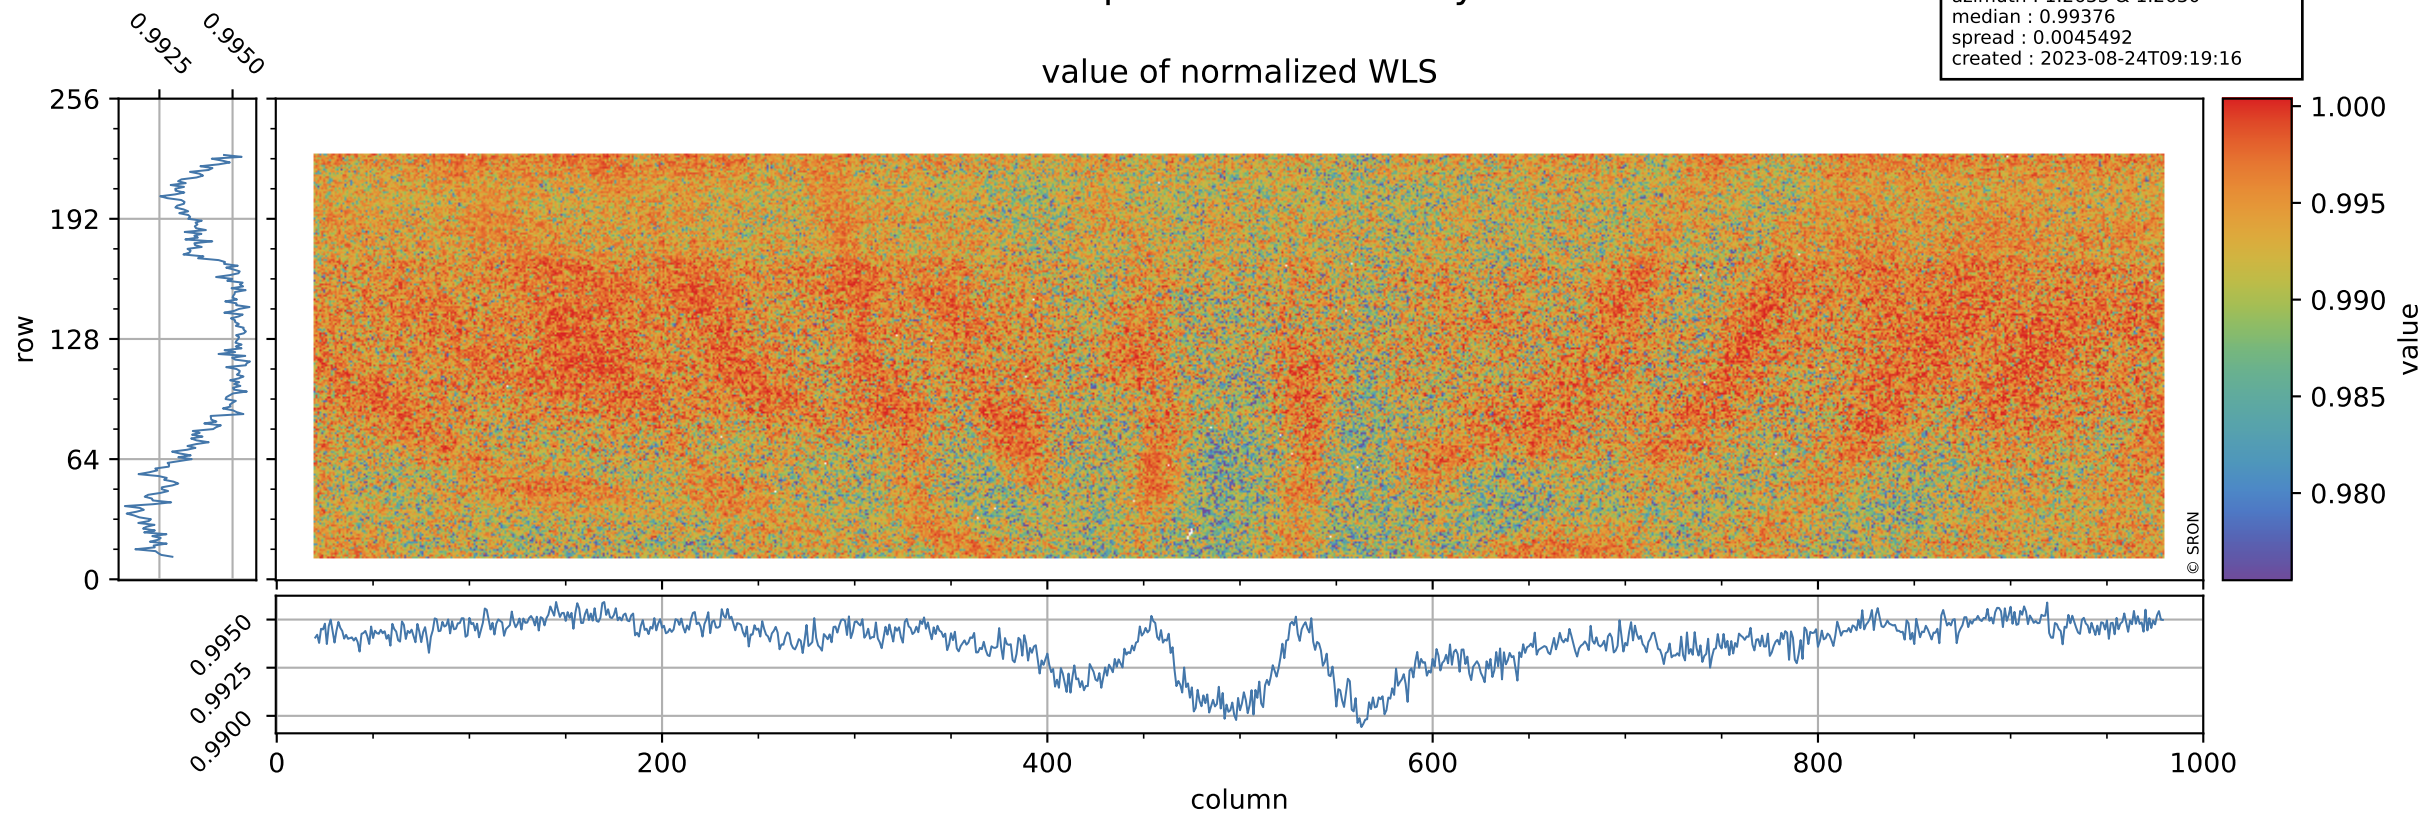 median : 0.99376
spread : 0.0045492
created : 2023-08-24T09:19:16
value of normalized WLS
0.9925
0.9950
256
192
128
64
0
row
1.000
0.995
0.990
0.985
0.980
value
© SRON
0.9950
0.9925
0.9900
0
200
400
600
800
1000
column